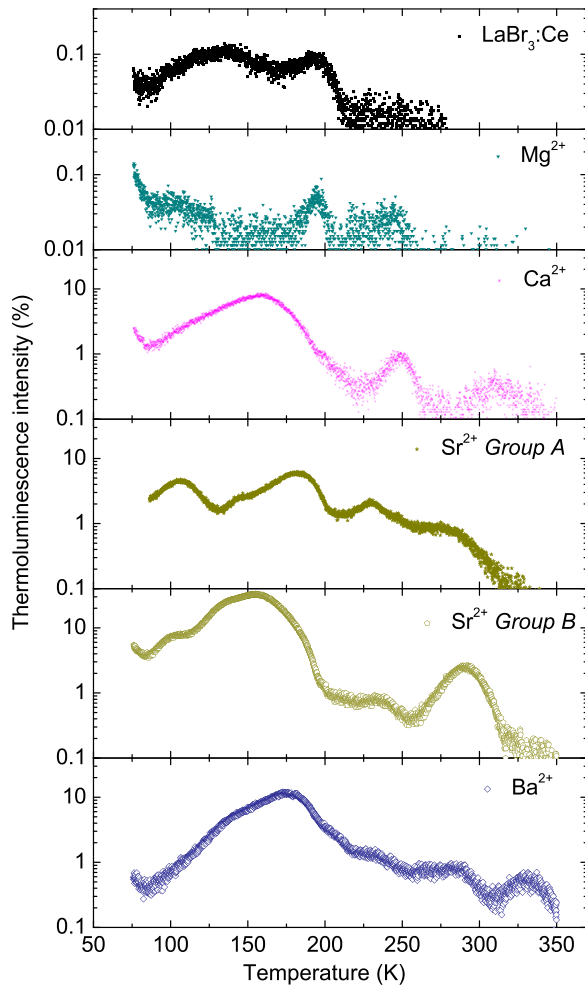 LaBr₃:Ce
0.1
0.01
Mg²⁺
0.1
0.01
Ca²⁺
10
1
0.1
Sr²⁺ Group A
10
1
0.1
Sr²⁺ Group B
10
1
0.1
Ba²⁺
10
1
0.1
Thermoluminescence intensity (%)
50 100 150 200 250 300 350
Temperature (K)